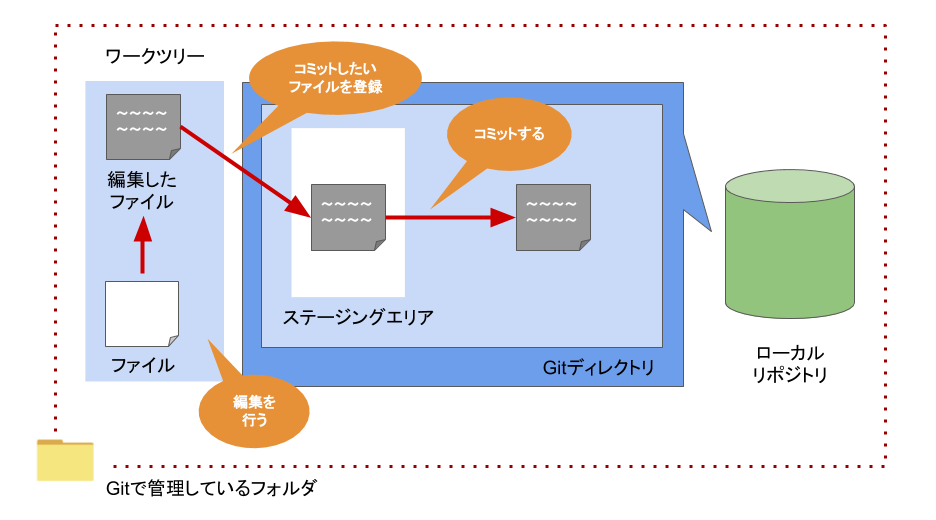 ワークツリー
コミットしたい
ファイルを登録
コミットする
～～～～
～～～～
編集した
ファイル
～～～～
～～～～
～～～～
～～～～
ステージングエリア
ファイル
Gitディレクトリ
ローカル
リポジトリ
編集を
行う
Gitで管理しているフォルダ